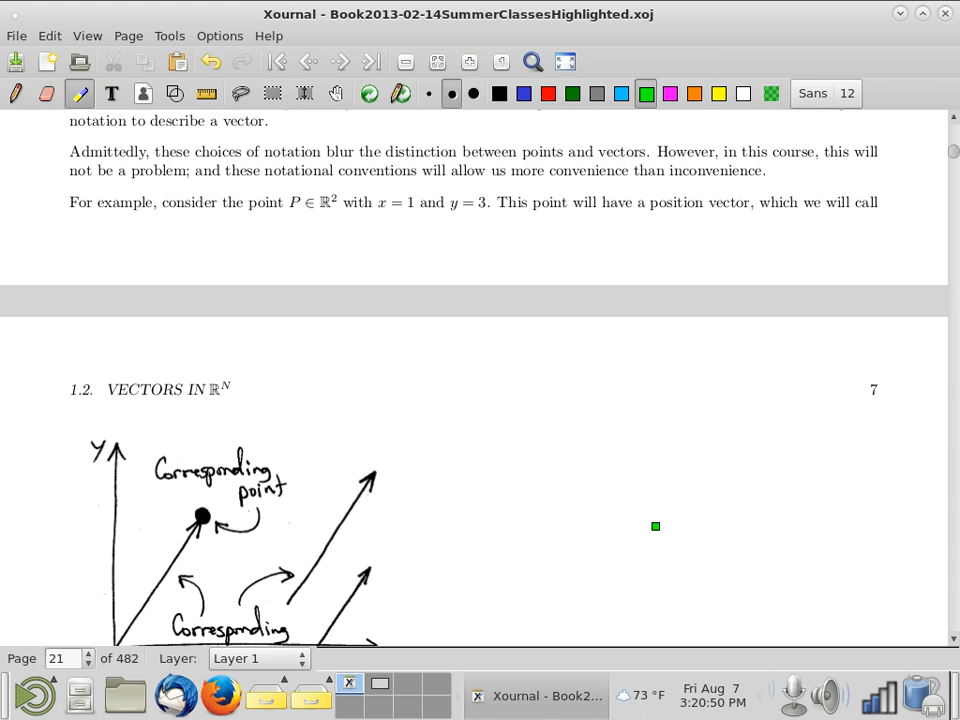 Xournal - Book2013-02-14SummerClassesHighlighted.xoj
File Edit View Page Tools Options Help
Sans 12
notation to describe a vector.
Admittedly, these choices of notation blur the distinction between points and vectors. However, in this course, this will
not be a problem; and these notational conventions will allow us more convenience than inconvenience.
For example, consider the point P ∈ ℝ² with x = 1 and y = 3. This point will have a position vector, which we will call
1.2. VECTORS IN ℝᴺ 7
y
Corresponding
point
Corresponding
Page 21 of 482 Layer: Layer 1
Xournal - Book2... 73 °F Fri Aug 7
3:20:50 PM